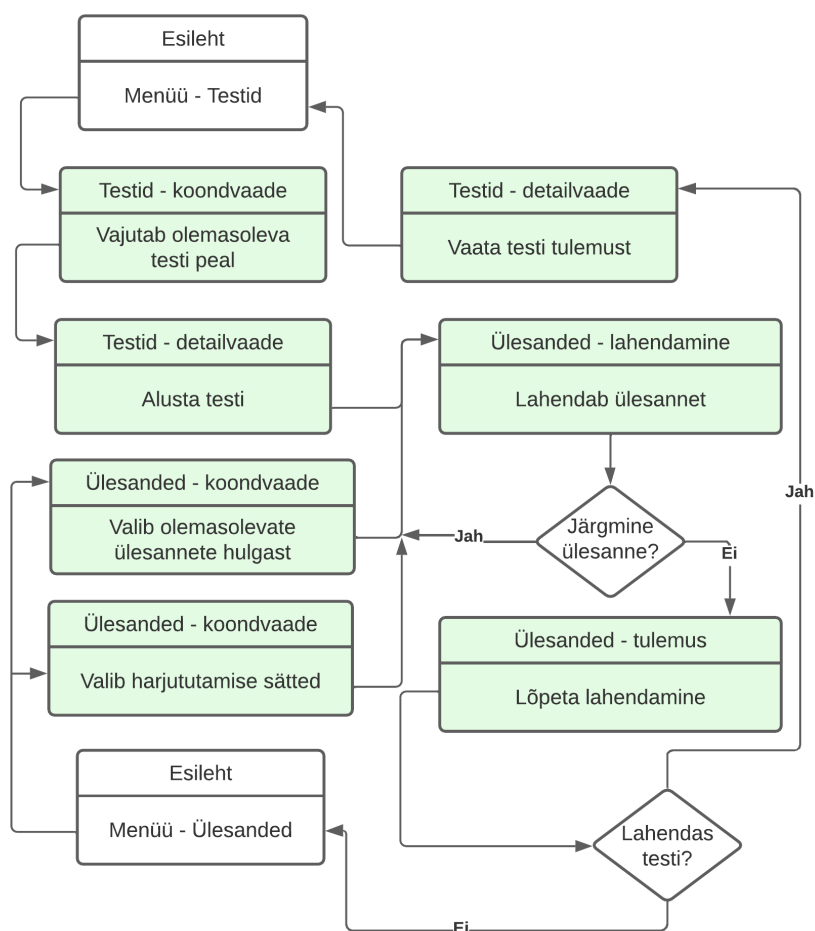 Esileht
Menüü - Testid
Testid - koondvaade
Vajutab olemasoleva
testi peal
Testid - detailvaade
Vaata testi tulemust
Testid - detailvaade
Alusta testi
Ülesanded - lahendamine
Lahendab ülesannet
Ülesanded - koondvaade
Valib olemasolevate
ülesannete hulgast
Jah
Järgmine
ülesanne?
Ei
Jah
Ülesanded - koondvaade
Valib harjututamise sätted
Ülesanded - tulemus
Lõpeta lahendamine
Esileht
Menüü - Ülesanded
Lahendas
testi?
Ei